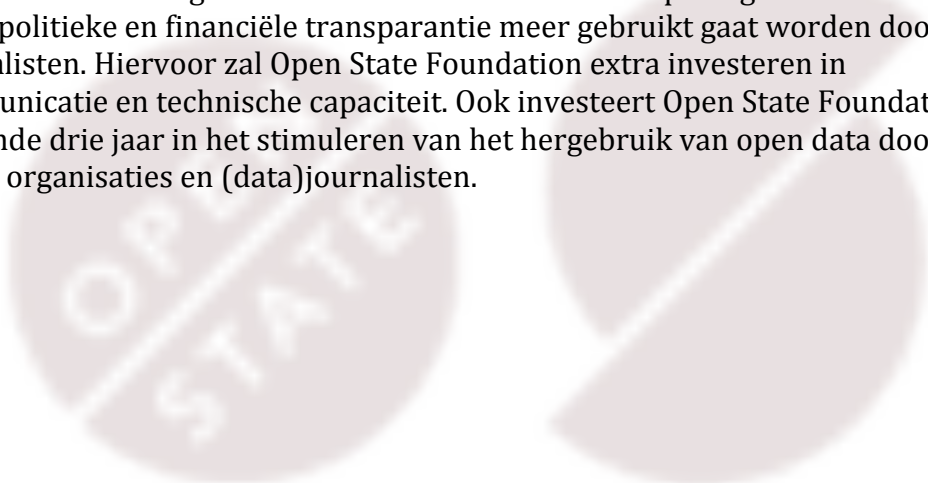 politieke en financiële transparantie meer gebruikt gaat worden doo
alisten. Hiervoor zal Open State Foundation extra investeren in
unicatie en technische capaciteit. Ook investeert Open State Foundat
nde drie jaar in het stimuleren van het hergebruik van open data doo
organisaties en (data)journalisten.
OPEN
STATE